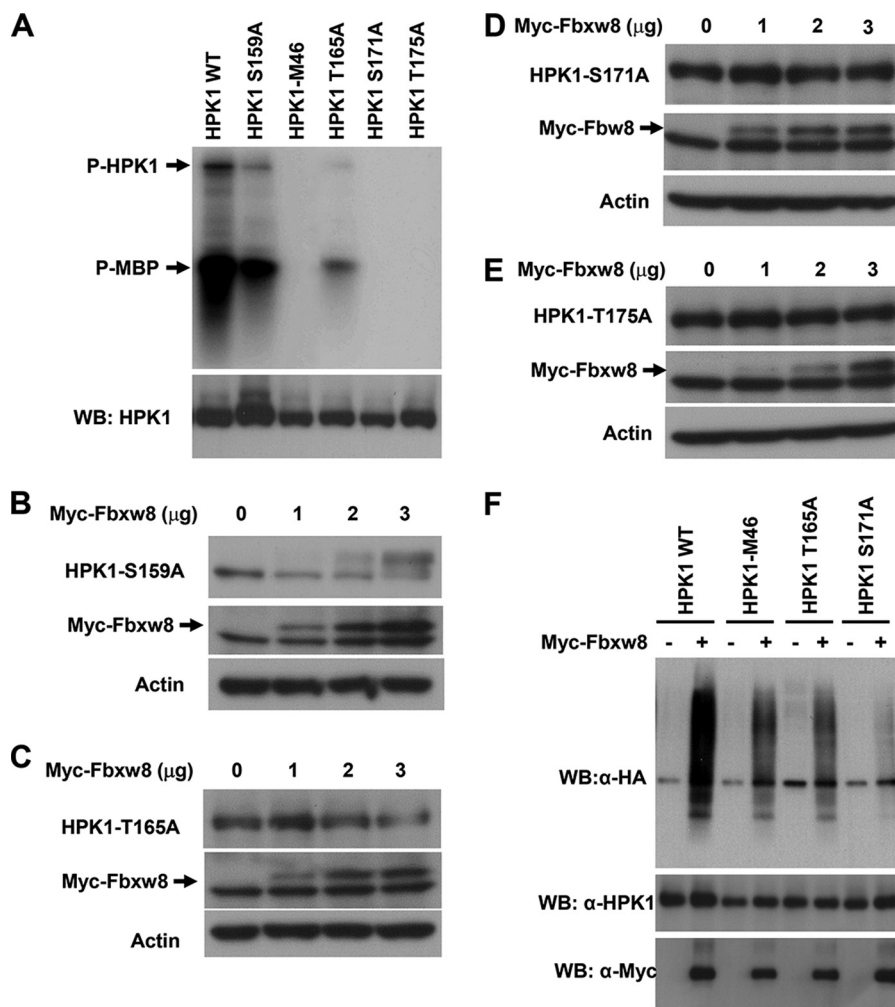 A
HPK1 WT
HPK1 S159A
HPK1-M46
HPK1 T165A
HPK1 S171A
HPK1 T175A
P-HPK1
P-MBP
WB: HPK1
B
Myc-Fbxw8 (μg) 0 1 2 3
HPK1-S159A
Myc-Fbxw8
Actin
C
Myc-Fbxw8 (μg) 0 1 2 3
HPK1-T165A
Myc-Fbxw8
Actin
D
Myc-Fbxw8 (μg) 0 1 2 3
HPK1-S171A
Myc-Fbw8
Actin
E
Myc-Fbxw8 (μg) 0 1 2 3
HPK1-T175A
Myc-Fbxw8
Actin
F
HPK1 WT
HPK1-M46
HPK1 T165A
HPK1 S171A
Myc-Fbxw8 - + - + - + - +
WB:α-HA
WB: α-HPK1
WB: α-Myc